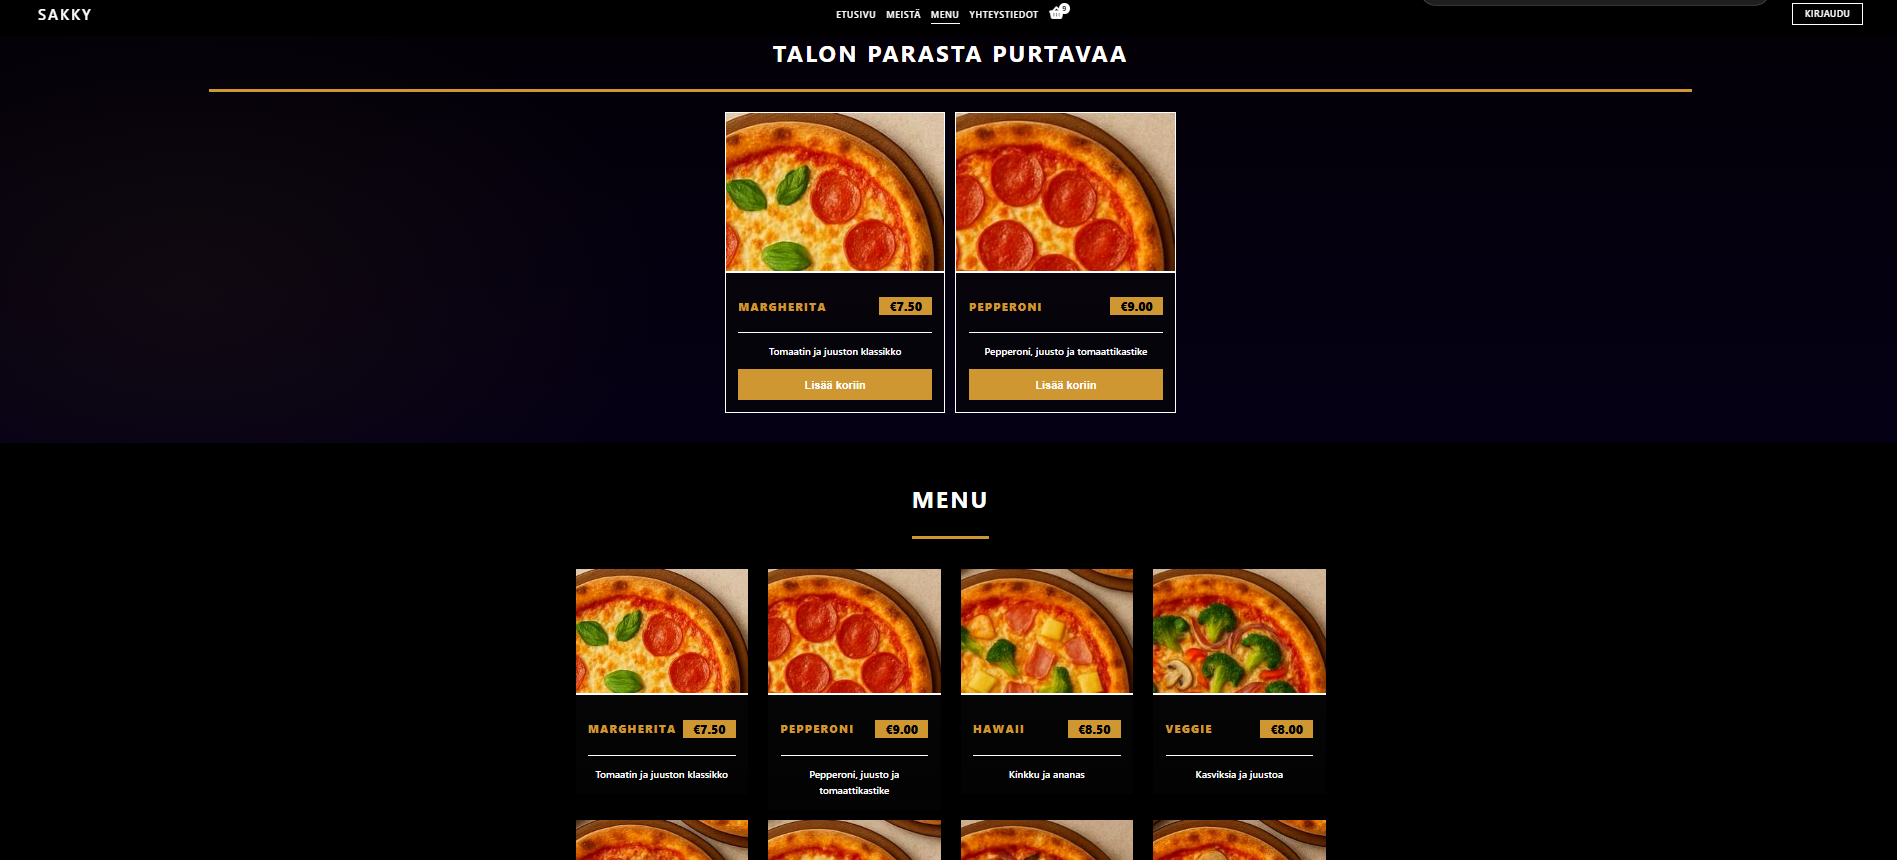 SAKKY
ETUSIVU MEISTÄ MENU YHTEYSTIEDOT 9
KIRJAUDU
TALON PARASTA PURTAVAA
MARGHERITA €7.50
Tomaatin ja juuston klassikko
Lisää koriin
PEPPERONI €9.00
Pepperoni, juusto ja tomaattikastike
Lisää koriin
MENU
MARGHERITA €7.50
Tomaatin ja juuston klassikko
PEPPERONI €9.00
Pepperoni, juusto ja
tomaattikastike
HAWAII €8.50
Kinkku ja ananas
VEGGIE €8.00
Kasviksia ja juustoa